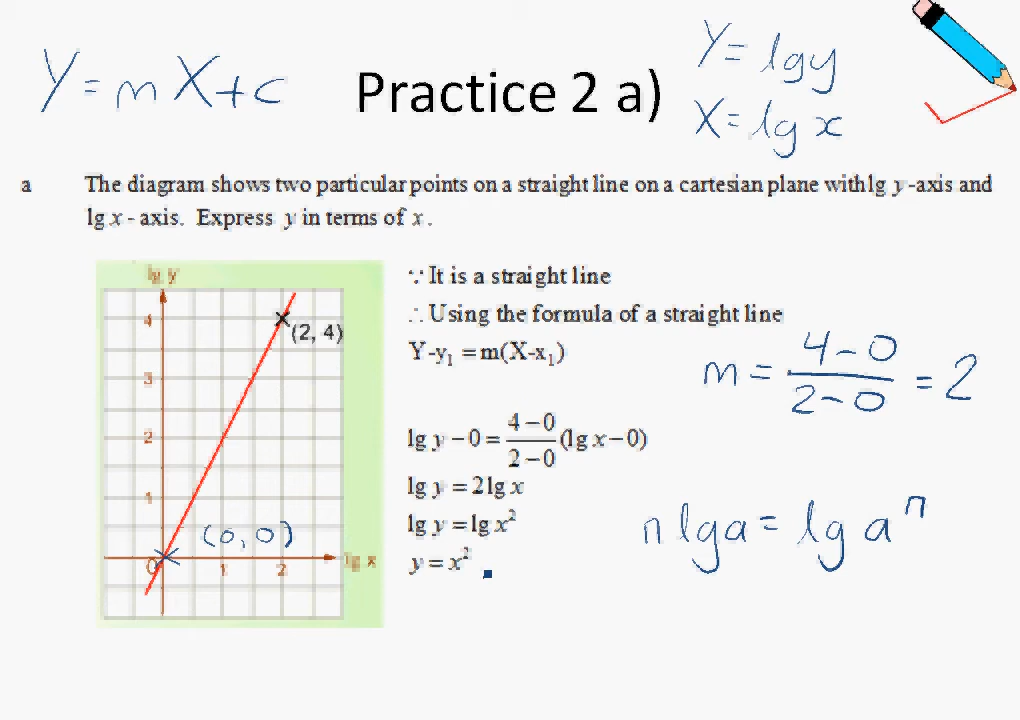 Y = mX + c
Practice 2 a)
Y = lg y
X = lg x
a The diagram shows two particular points on a straight line on a cartesian plane with lg y -axis and
lg x - axis. Express y in terms of x.
lg y
4
(2, 4)
3
2
1
(0, 0)
0
1
2
lg x
∵ It is a straight line
∴ Using the formula of a straight line
Y-y₁ = m(X-x₁)
m = (4-0)/(2-0) = 2
lg y - 0 = (4-0)/(2-0) (lg x - 0)
lg y = 2 lg x
lg y = lg x²
y = x²
n lg a = lg aⁿ